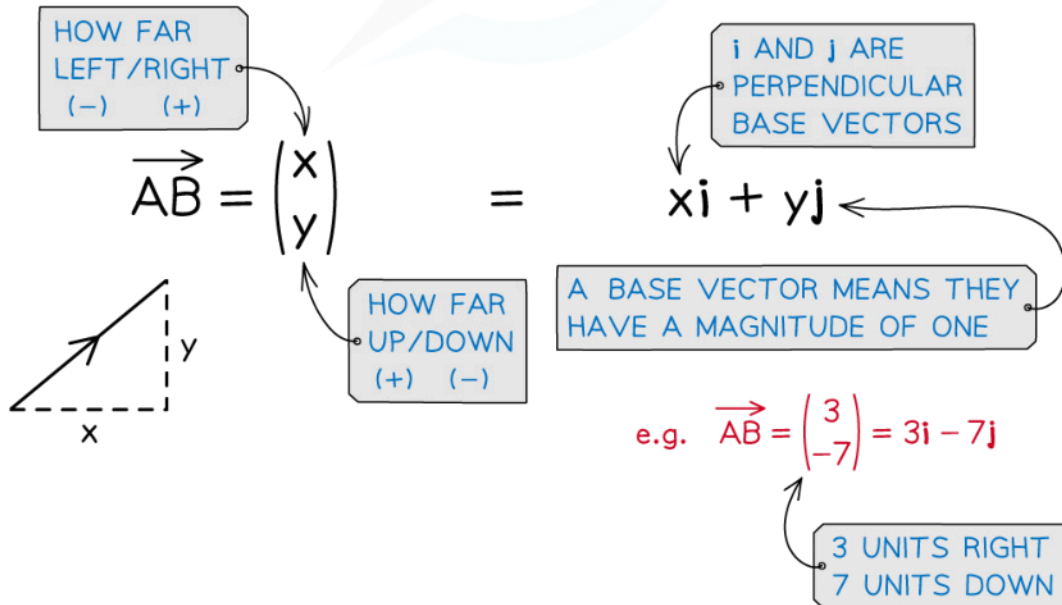 HOW FAR
LEFT/RIGHT
(-) (+)
i AND j ARE
PERPENDICULAR
BASE VECTORS
AB = (x y) = xi + yj
A BASE VECTOR MEANS THEY
HAVE A MAGNITUDE OF ONE
HOW FAR
UP/DOWN
(+) (-)
y
x
e.g. AB = (3 -7) = 3i - 7j
3 UNITS RIGHT
7 UNITS DOWN